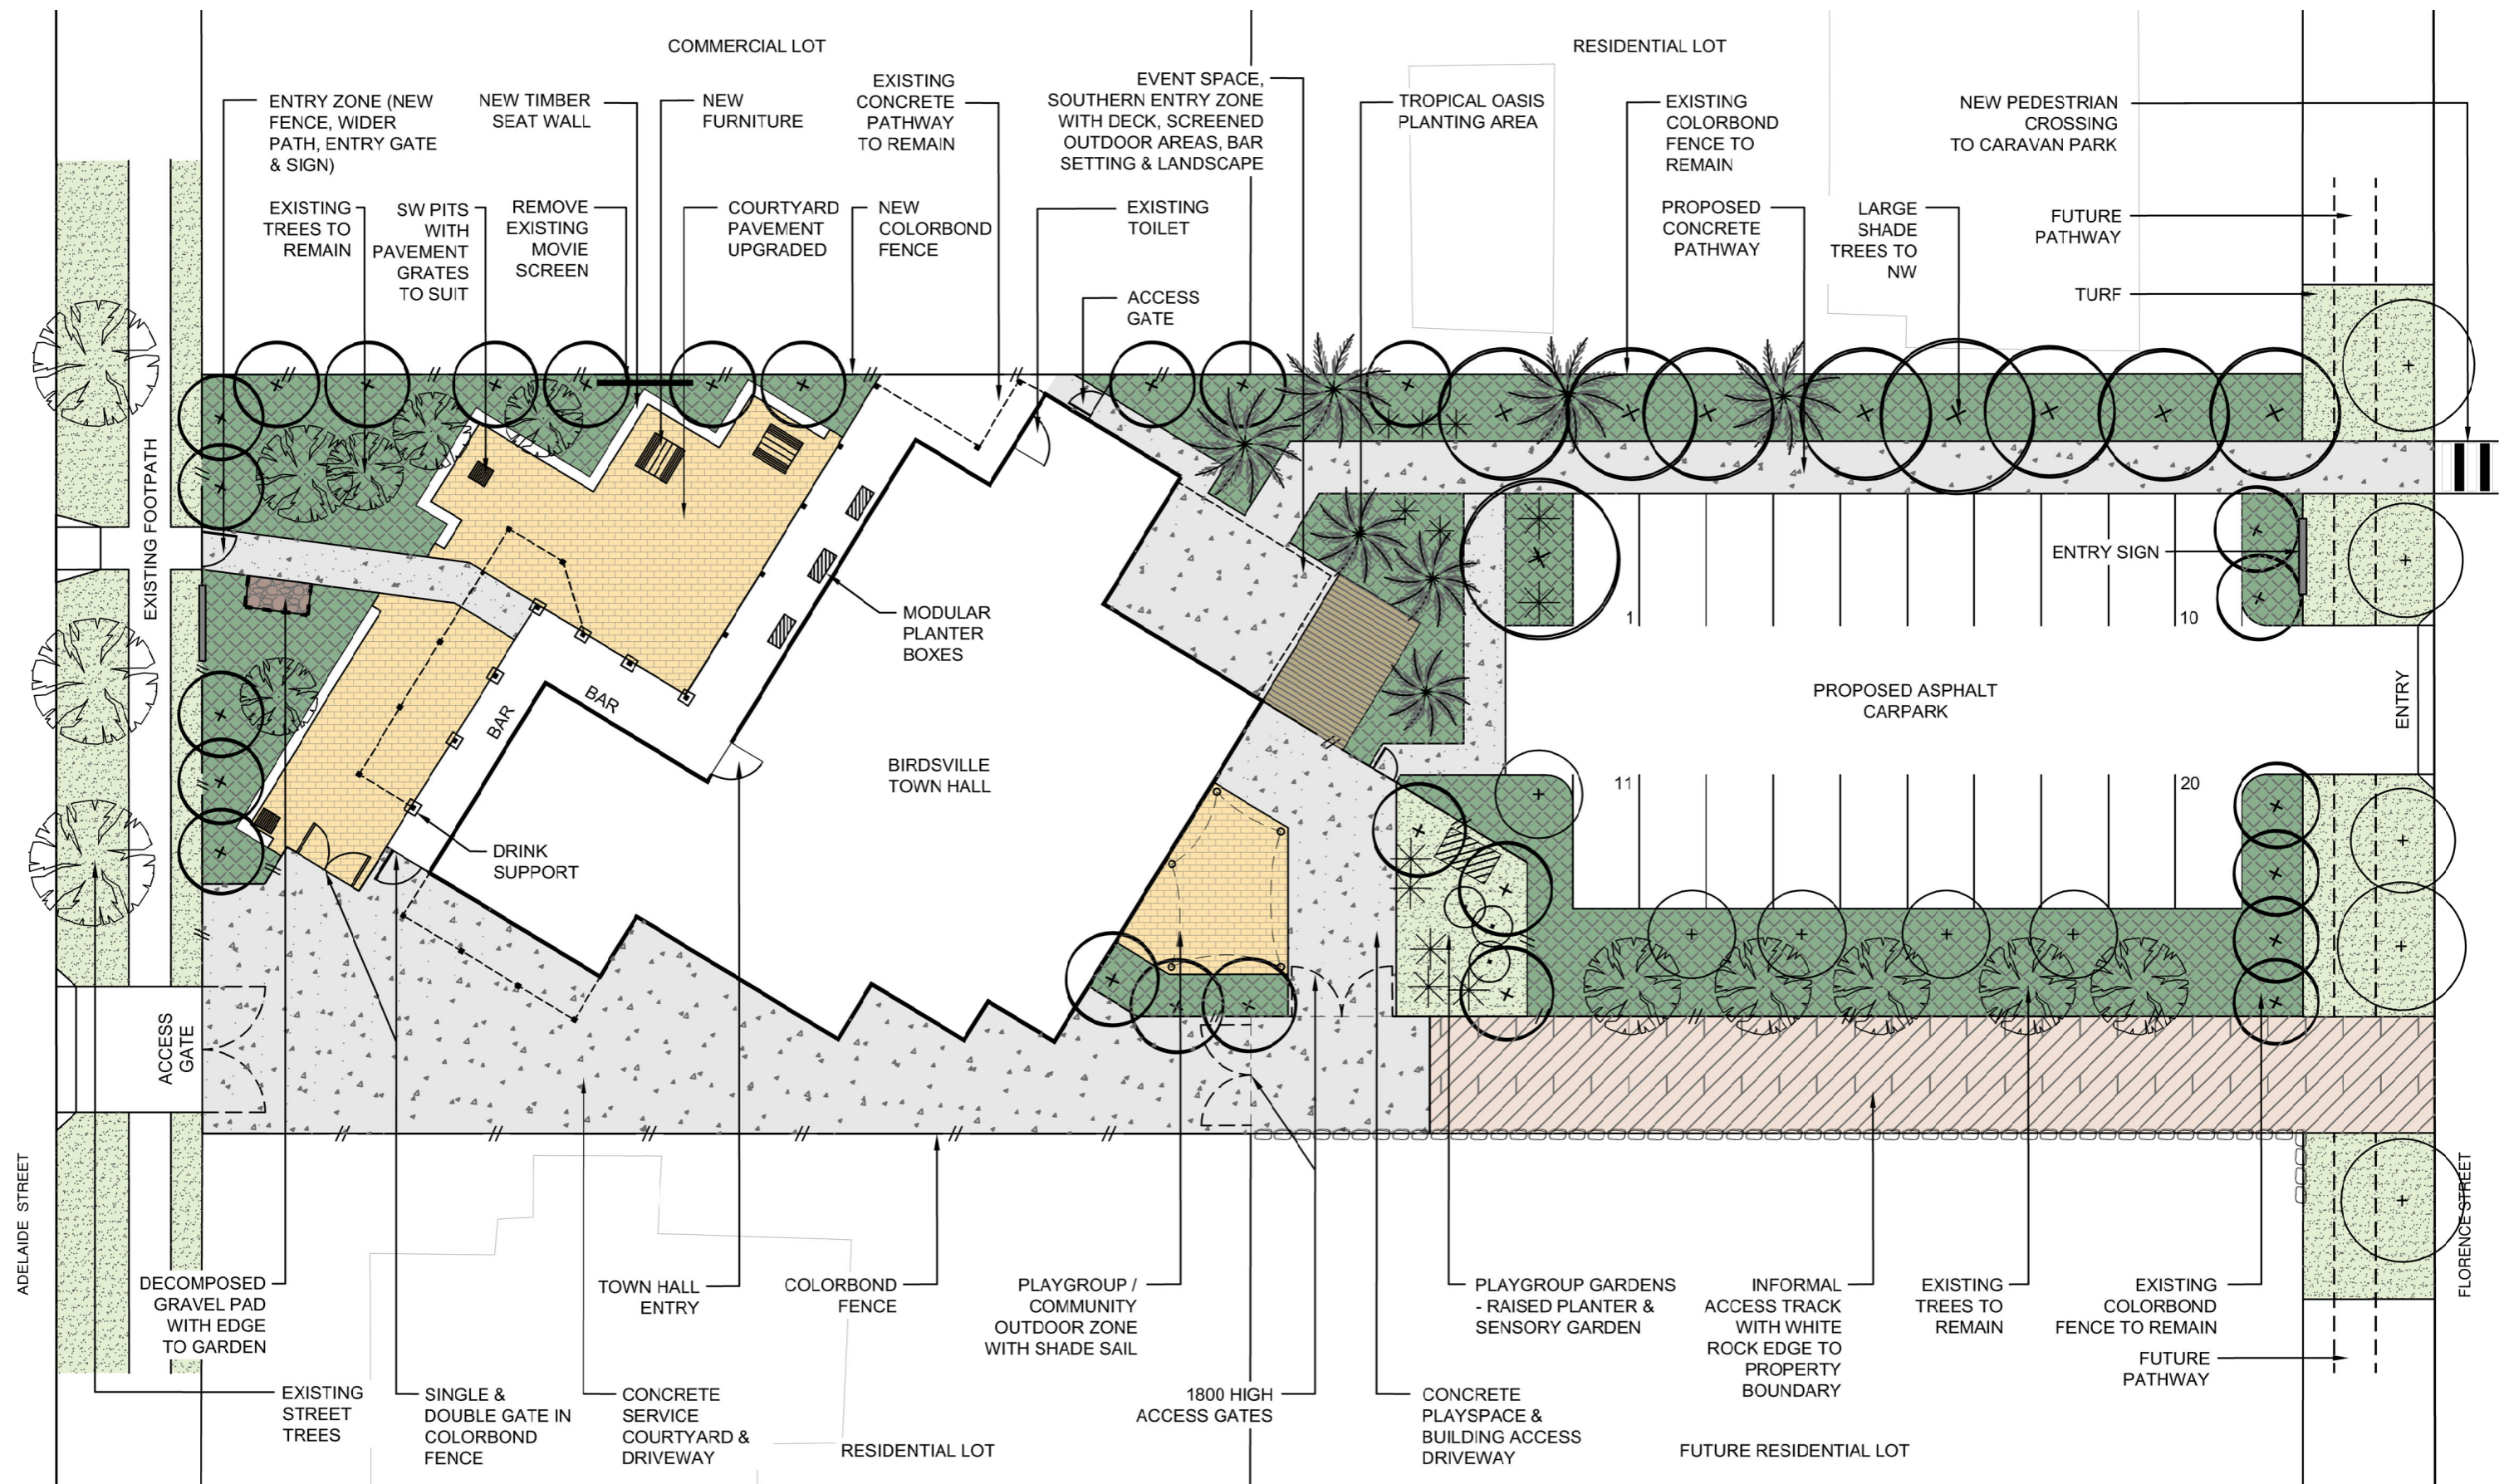 COMMERCIAL LOT
RESIDENTIAL LOT
ENTRY ZONE (NEW
FENCE, WIDER
PATH, ENTRY GATE
& SIGN)
NEW TIMBER
SEAT WALL
NEW
FURNITURE
EXISTING
CONCRETE
PATHWAY
TO REMAIN
EVENT SPACE,
SOUTHERN ENTRY ZONE
WITH DECK, SCREENED
OUTDOOR AREAS, BAR
SETTING & LANDSCAPE
TROPICAL OASIS
PLANTING AREA
EXISTING
COLORBOND
FENCE TO
REMAIN
NEW PEDESTRIAN
CROSSING
TO CARAVAN PARK
EXISTING
TREES TO
REMAIN
SW PITS
WITH
PAVEMENT
GRATES
TO SUIT
REMOVE
EXISTING
MOVIE
SCREEN
COURTYARD
PAVEMENT
UPGRADED
NEW
COLORBOND
FENCE
EXISTING
TOILET
ACCESS
GATE
PROPOSED
CONCRETE
PATHWAY
LARGE
SHADE
TREES TO
NW
FUTURE
PATHWAY
TURF
EXISTING FOOTPATH
MODULAR
PLANTER
BOXES
BAR
BAR
BIRDSVILLE
TOWN HALL
DRINK
SUPPORT
ENTRY SIGN
1
10
PROPOSED ASPHALT
CARPARK
ENTRY
11
20
ACCESS
GATE
ADELAIDE STREET
FLORENCE STREET
DECOMPOSED
GRAVEL PAD
WITH EDGE
TO GARDEN
TOWN HALL
ENTRY
COLORBOND
FENCE
PLAYGROUP /
COMMUNITY
OUTDOOR ZONE
WITH SHADE SAIL
PLAYGROUP GARDENS
- RAISED PLANTER &
SENSORY GARDEN
INFORMAL
ACCESS TRACK
WITH WHITE
ROCK EDGE TO
PROPERTY
BOUNDARY
EXISTING
TREES TO
REMAIN
EXISTING
COLORBOND
FENCE TO REMAIN
FUTURE
PATHWAY
EXISTING
STREET
TREES
SINGLE &
DOUBLE GATE IN
COLORBOND
FENCE
CONCRETE
SERVICE
COURTYARD &
DRIVEWAY
RESIDENTIAL LOT
1800 HIGH
ACCESS GATES
CONCRETE
PLAYSPACE &
BUILDING ACCESS
DRIVEWAY
FUTURE RESIDENTIAL LOT